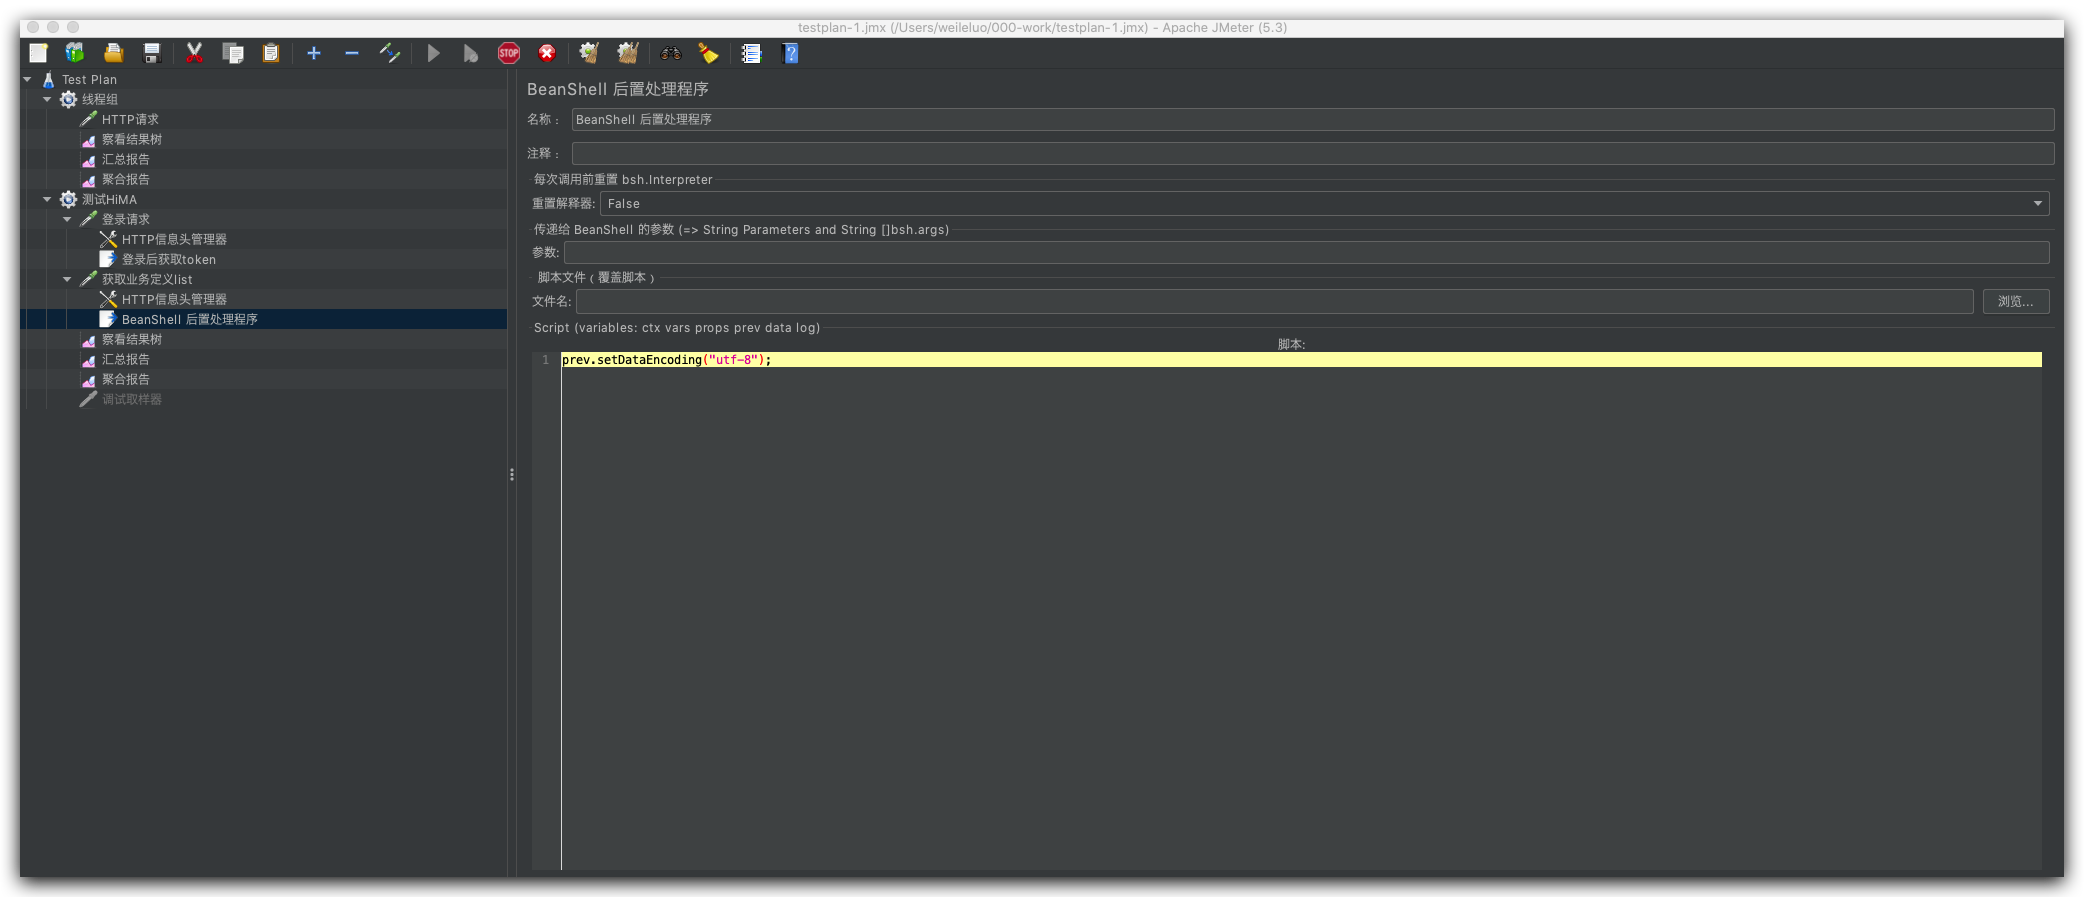 testplan-1.jmx (/Users/weileluo/000-work/testplan-1.jmx) - Apache JMeter (5.3)
STOP
Test Plan
线程组
HTTP请求
察看结果树
汇总报告
聚合报告
测试HiMA
登录请求
HTTP信息头管理器
登录后获取token
获取业务定义list
HTTP信息头管理器
BeanShell 后置处理程序
察看结果树
汇总报告
聚合报告
调试取样器
BeanShell 后置处理程序
名称： BeanShell 后置处理程序
注释：
每次调用前重置 bsh.Interpreter
重置解释器: False
传递给 BeanShell 的参数 (=> String Parameters and String []bsh.args)
参数:
脚本文件（覆盖脚本）
文件名: 浏览...
Script (variables: ctx vars props prev data log)
脚本:
1 prev.setDataEncoding("utf-8");